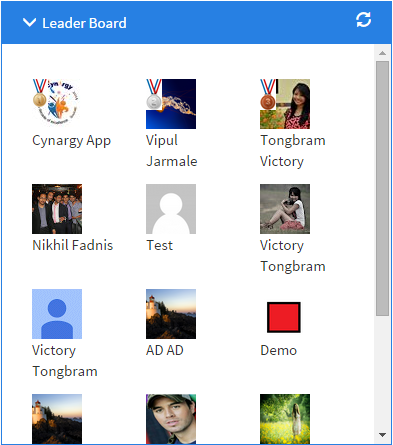 Leader Board
Cynargy App
Vipul
Jarmale
Tongbram
Victory
Nikhil Fadnis
Test
Victory
Tongbram
Victory
Tongbram
AD AD
Demo